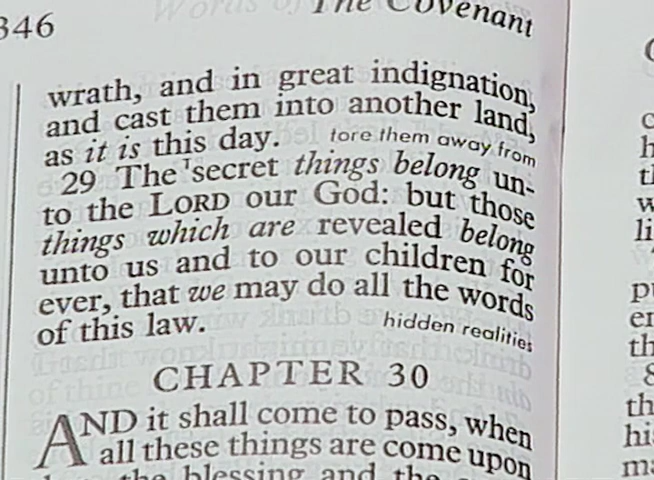 346
The Covenant
wrath, and in great indignation,
and cast them into another land,
as it is this day. tore them away from
29 The secret things belong un-
to the LORD our God: but those
things which are revealed belong
unto us and to our children for
ever, that we may do all the words
of this law. hidden realities
CHAPTER 30
AND it shall come to pass, when
all these things are come upon
the blessing and the